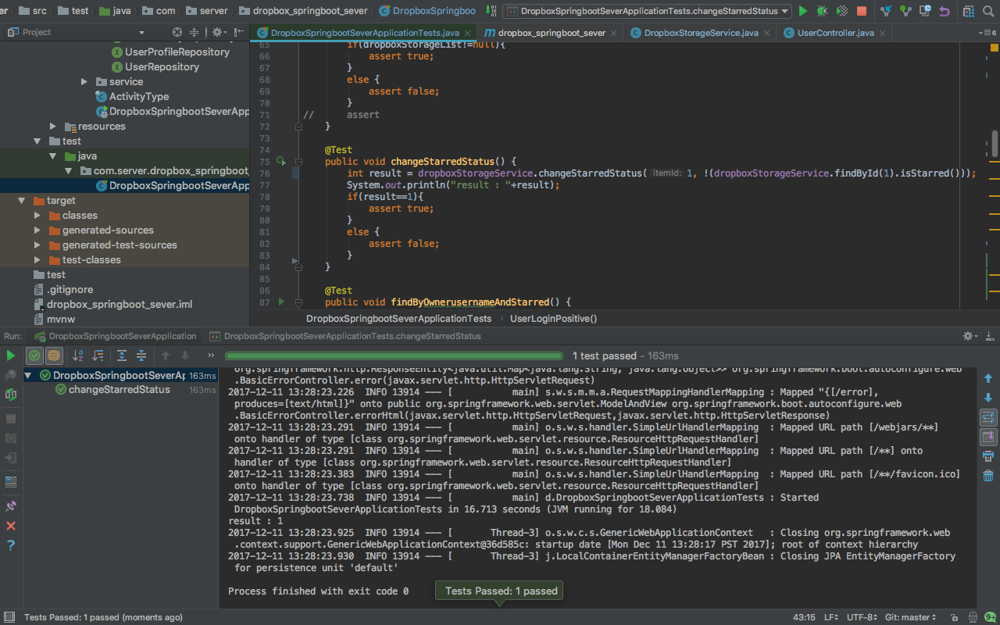 er src test java com server dropbox_springboot_sever DropboxSpringboo DropboxSpringbootSeverApplicationTests.changeStarredStatus
Project
DropboxSpringbootSeverApplicationTests.java dropbox_springboot_sever DropboxStorageService.java UserController.java 6
UserProfileRepository
UserRepository
service
ActivityType
DropboxSpringbootSeverApp
resources
test
java
com.server.dropbox_springboot_
DropboxSpringbootSeverApp
target
classes
generated-sources
generated-test-sources
test-classes
test
.gitignore
dropbox_springboot_sever.iml
mvnw
65 if(dropboxStorageList!=null){
66 assert true;
67 }
68 else {
69 assert false;
70 }
71 // assert
72 }
73
74 @Test
75 public void changeStarredStatus() {
76 int result = dropboxStorageService.changeStarredStatus( itemId: 1, !(dropboxStorageService.findById(1).isStarred()));
77 System.out.println("result : "+result);
78 if(result==1){
79 assert true;
80 }
81 else {
82 assert false;
83 }
84 }
85
86 @Test
87 public void findByOwnerusernameAndStarred() {
DropboxSpringbootSeverApplicationTests › UserLoginPositive()
Run: DropboxSpringbootSeverApplication DropboxSpringbootSeverApplicationTests.changeStarredStatus
1 test passed - 163ms
DropboxSpringbootSeverAp 163ms
changeStarredStatus 163ms
org.springframework.http.ResponseEntity<java.util.Map<java.lang.String, java.lang.Object>> org.springframework.boot.autoconfigure.web
.BasicErrorController.error(javax.servlet.http.HttpServletRequest)
2017-12-11 13:28:23.226 INFO 13914 --- [ main] s.w.s.m.m.a.RequestMappingHandlerMapping : Mapped "{[/error],
produces=[text/html]}" onto public org.springframework.web.servlet.ModelAndView org.springframework.boot.autoconfigure.web
.BasicErrorController.errorHtml(javax.servlet.http.HttpServletRequest,javax.servlet.http.HttpServletResponse)
2017-12-11 13:28:23.291 INFO 13914 --- [ main] o.s.w.s.handler.SimpleUrlHandlerMapping : Mapped URL path [/webjars/**]
onto handler of type [class org.springframework.web.servlet.resource.ResourceHttpRequestHandler]
2017-12-11 13:28:23.291 INFO 13914 --- [ main] o.s.w.s.handler.SimpleUrlHandlerMapping : Mapped URL path [/**] onto
handler of type [class org.springframework.web.servlet.resource.ResourceHttpRequestHandler]
2017-12-11 13:28:23.383 INFO 13914 --- [ main] o.s.w.s.handler.SimpleUrlHandlerMapping : Mapped URL path [/**/favicon.ico]
onto handler of type [class org.springframework.web.servlet.resource.ResourceHttpRequestHandler]
2017-12-11 13:28:23.738 INFO 13914 --- [ main] d.DropboxSpringbootSeverApplicationTests : Started
DropboxSpringbootSeverApplicationTests in 16.713 seconds (JVM running for 18.084)
result : 1
2017-12-11 13:28:23.925 INFO 13914 --- [ Thread-3] o.s.w.c.s.GenericWebApplicationContext : Closing org.springframework.web
.context.support.GenericWebApplicationContext@36d585c: startup date [Mon Dec 11 13:28:17 PST 2017]; root of context hierarchy
2017-12-11 13:28:23.930 INFO 13914 --- [ Thread-3] j.LocalContainerEntityManagerFactoryBean : Closing JPA EntityManagerFactory
for persistence unit 'default'
Process finished with exit code 0
Tests Passed: 1 passed
Tests Passed: 1 passed (moments ago) 43:15 LF UTF-8 Git: master 9+